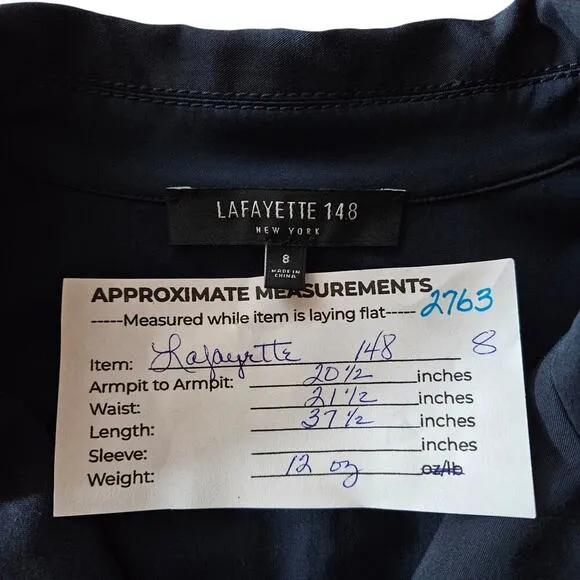 LAFAYETTE 148
NEW YORK
8
MADE IN
CHINA
APPROXIMATE MEASUREMENTS
-----Measured while item is laying flat----- 2763
Item: Lafayette 148 8
Armpit to Armpit: 20 1/2 inches
Waist: 21 1/2 inches
Length: 37 1/2 inches
Sleeve: inches
Weight: 12 oz oz/lb